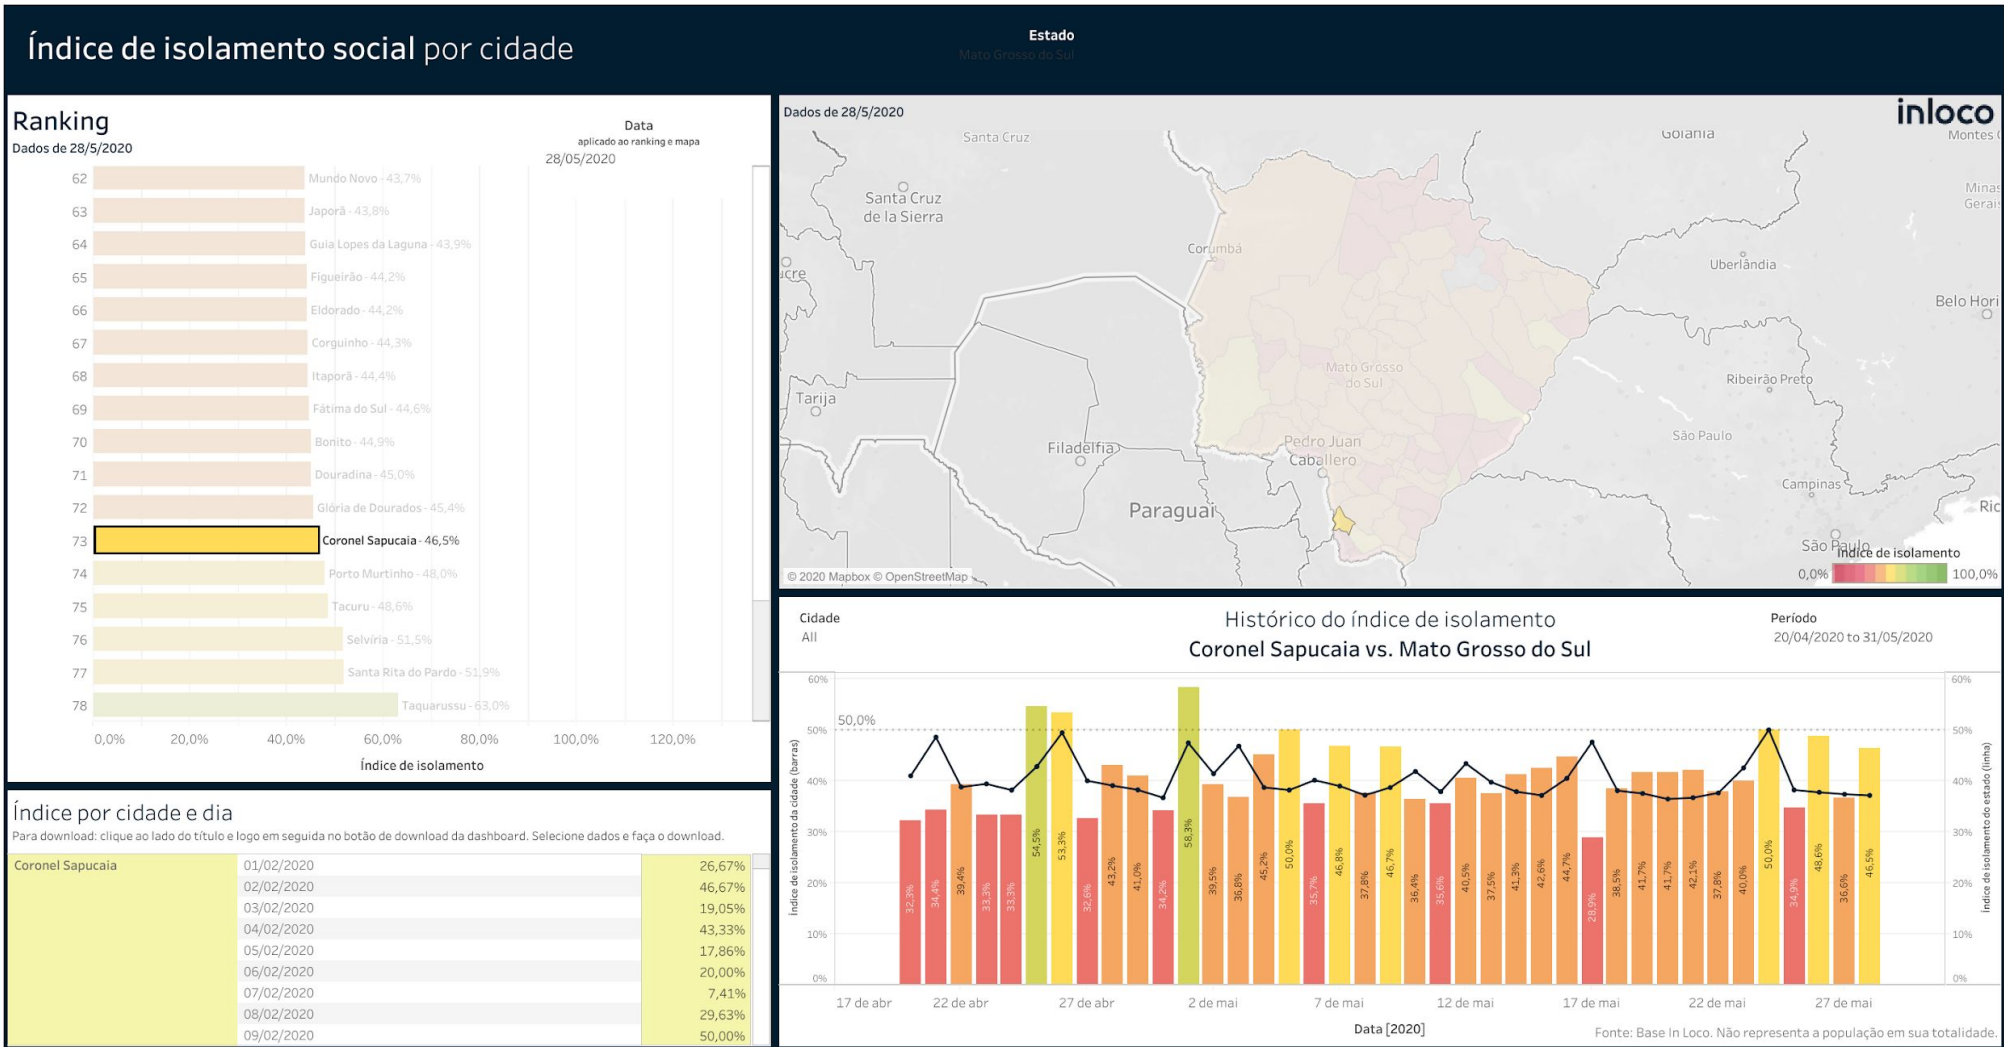 Índice de isolamento social por cidade
Estado
Mato Grosso do Sul
Ranking
Dados de 28/5/2020
Data
aplicado ao ranking e mapa
28/05/2020
62 Mundo Novo - 43,7%
63 Japorã - 43,8%
64 Guia Lopes da Laguna - 43,9%
65 Figueirão - 44,2%
66 Eldorado - 44,2%
67 Corguinho - 44,3%
68 Itaporã - 44,4%
69 Fátima do Sul - 44,6%
70 Bonito - 44,9%
71 Douradina - 45,0%
72 Glória de Dourados - 45,4%
73 Coronel Sapucaia - 46,5%
74 Porto Murtinho - 48,0%
75 Tacuru - 48,6%
76 Selvíria - 51,5%
77 Santa Rita do Pardo - 51,9%
78 Taquarussu - 63,0%
0,0% 20,0% 40,0% 60,0% 80,0% 100,0% 120,0%
Índice de isolamento
Índice por cidade e dia
Para download: clique ao lado do título e logo em seguida no botão de download da dashboard. Selecione dados e faça o download.
Coronel Sapucaia 01/02/2020 26,67%
02/02/2020 46,67%
03/02/2020 19,05%
04/02/2020 43,33%
05/02/2020 17,86%
06/02/2020 20,00%
07/02/2020 7,41%
08/02/2020 29,63%
09/02/2020 50,00%
Dados de 28/5/2020
inloco
Santa Cruz
Goiânia
Montes
Santa Cruz
de la Sierra
Minas
Gerais
Corumbá
Uberlândia
cre
Belo Hori
Mato Grosso
do Sul
Ribeirão Preto
Tarija
Filadelfia
Pedro Juan
Caballero
São Paulo
Campinas
Paraguai
Ric
São Paulo
Índice de isolamento
0,0% 100,0%
© 2020 Mapbox © OpenStreetMap
Cidade
All
Histórico do índice de isolamento
Coronel Sapucaia vs. Mato Grosso do Sul
Período
20/04/2020 to 31/05/2020
Índice de isolamento da cidade (barras)
60%
50%
40%
30%
20%
10%
0%
50,0%
32,3%
34,4%
39,4%
33,3%
33,3%
54,5%
53,3%
32,6%
43,2%
41,0%
34,2%
58,3%
39,5%
36,8%
45,2%
50,0%
35,7%
46,8%
37,8%
46,7%
36,4%
35,6%
40,5%
37,5%
41,3%
42,6%
44,7%
28,9%
38,5%
41,7%
41,7%
42,1%
37,8%
40,0%
50,0%
34,9%
48,6%
36,6%
46,5%
60%
50%
40%
30%
20%
10%
0%
Índice de isolamento do estado (linha)
17 de abr 22 de abr 27 de abr 2 de mai 7 de mai 12 de mai 17 de mai 22 de mai 27 de mai
Data [2020]
Fonte: Base In Loco. Não representa a população em sua totalidade.